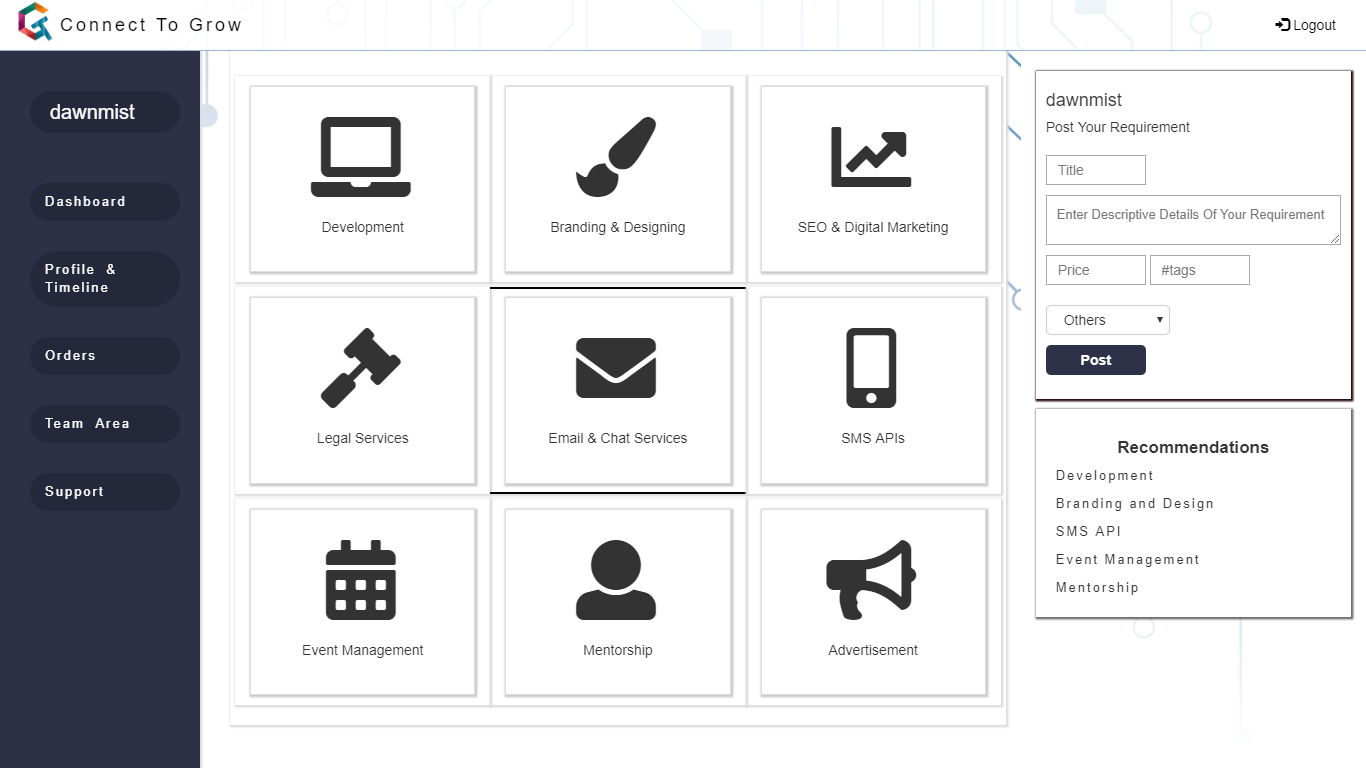 Connect To Grow
Logout
dawnmist
Dashboard
Profile & Timeline
Orders
Team Area
Support
Development
Branding & Designing
SEO & Digital Marketing
Legal Services
Email & Chat Services
SMS APIs
Event Management
Mentorship
Advertisement
dawnmist
Post Your Requirement
Title
Enter Descriptive Details Of Your Requirement
Price
#tags
Others
Post
Recommendations
Development
Branding and Design
SMS API
Event Management
Mentorship